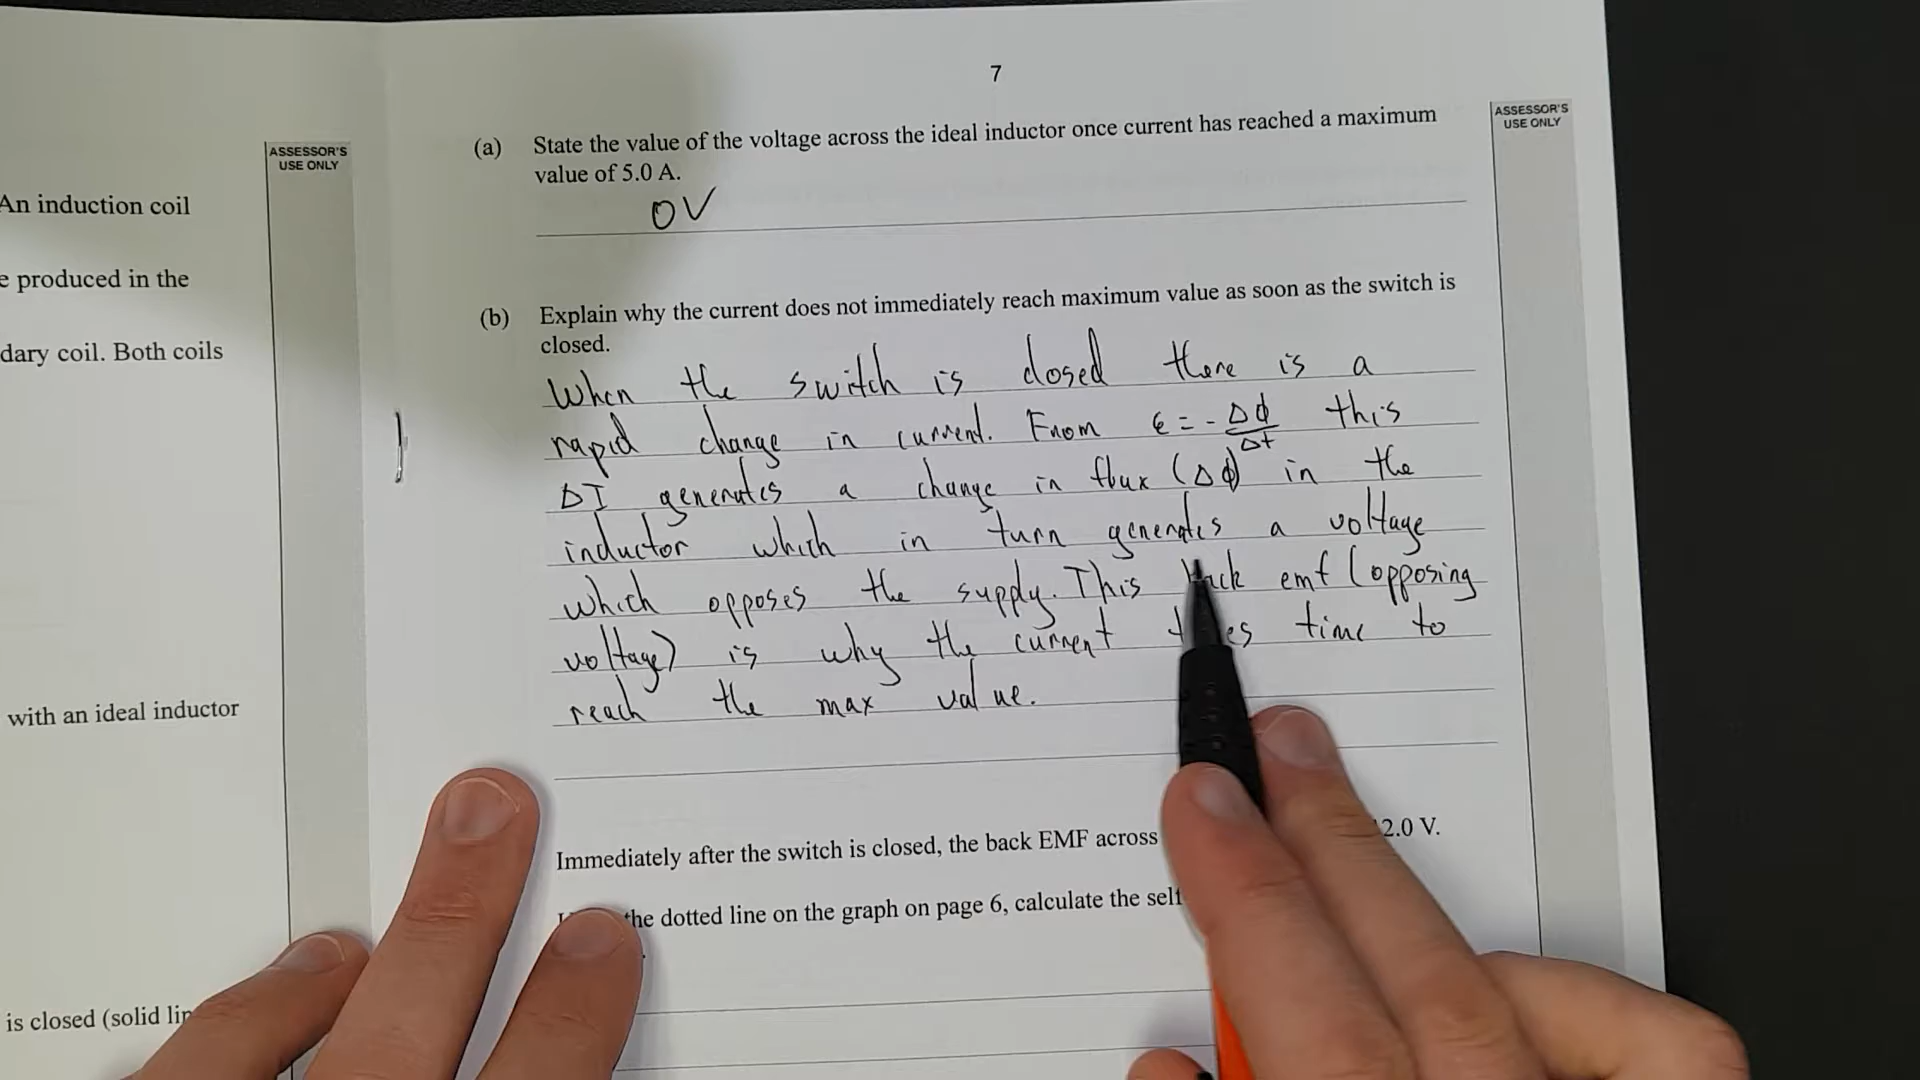 An induction coil
e produced in the
dary coil. Both coils
with an ideal inductor
is closed (solid lin
ASSESSOR'S
USE ONLY
7
ASSESSOR'S
USE ONLY
(a) State the value of the voltage across the ideal inductor once current has reached a maximum
value of 5.0 A.
0V
(b) Explain why the current does not immediately reach maximum value as soon as the switch is
closed.
When the switch is closed there is a
rapid change in current. From ε = -Δϕ/Δt this
ΔI generates a change in flux (Δϕ) in the
inductor which in turn generates a voltage
which opposes the supply. This back emf (opposing
voltage) is why the current takes time to
reach the max value.
Immediately after the switch is closed, the back EMF across 2.0 V.
the dotted line on the graph on page 6, calculate the self